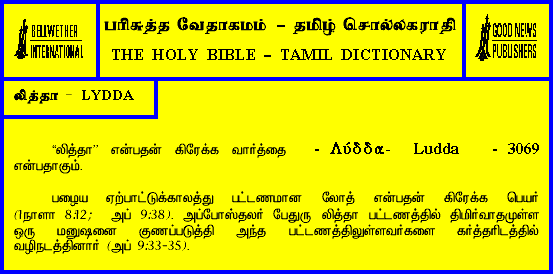 BELLWETHER
INTERNATIONAL
பரிசுத்த வேதாகமம் – தமிழ் சொல்லகராதி
THE HOLY BIBLE – TAMIL DICTIONARY
GOOD NEWS
PUBLISHERS
லித்தா - LYDDA
“லித்தா” என்பதன் கிரேக்க வார்த்தை - Λύδδα- Ludda - 3069
என்பதாகும்.
பழைய ஏற்பாட்டுக்காலத்து பட்டணமான லோத் என்பதன் கிரேக்க பெயர்
(1நாளா 8:12; அப் 9:38). அப்போஸ்தலர் பேதுரு லித்தா பட்டணத்தில் திமிர்வாதமுள்ள
ஒரு மனுஷனை குணப்படுத்தி அந்த பட்டணத்திலுள்ளவர்களை கர்த்தரிடத்தில்
வழிநடத்தினார் (அப் 9:33-35).